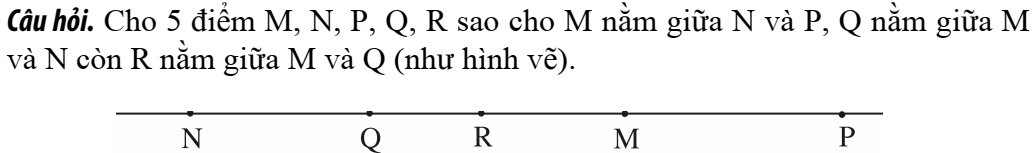 Câu hỏi. Cho 5 điểm M, N, P, Q, R sao cho M nằm giữa N và P, Q nằm giữa M
và N còn R nằm giữa M và Q (như hình vẽ).
N Q R M P